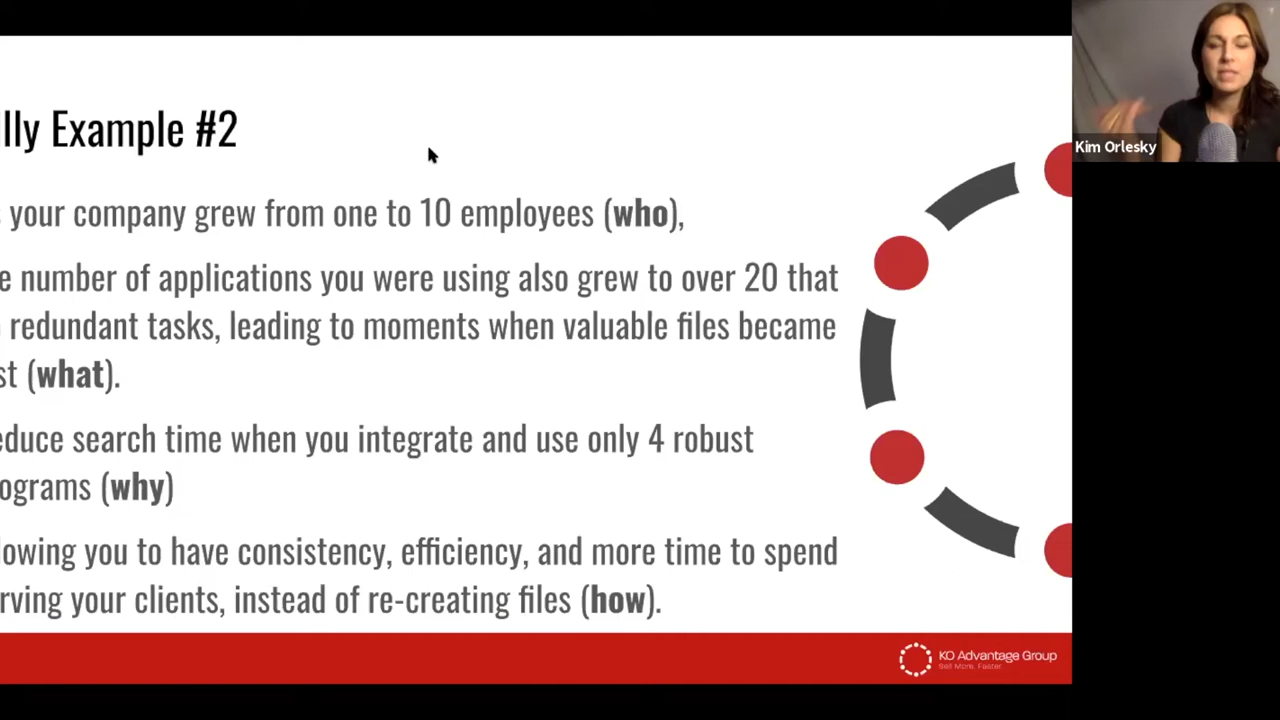 lly Example #2
your company grew from one to 10 employees (who),
e number of applications you were using also grew to over 20 that
redundant tasks, leading to moments when valuable files became
st (what).
educe search time when you integrate and use only 4 robust
ograms (why)
lowing you to have consistency, efficiency, and more time to spend
rving your clients, instead of re-creating files (how).
KO Advantage Group
Sell More, Faster.
Kim Orlesky